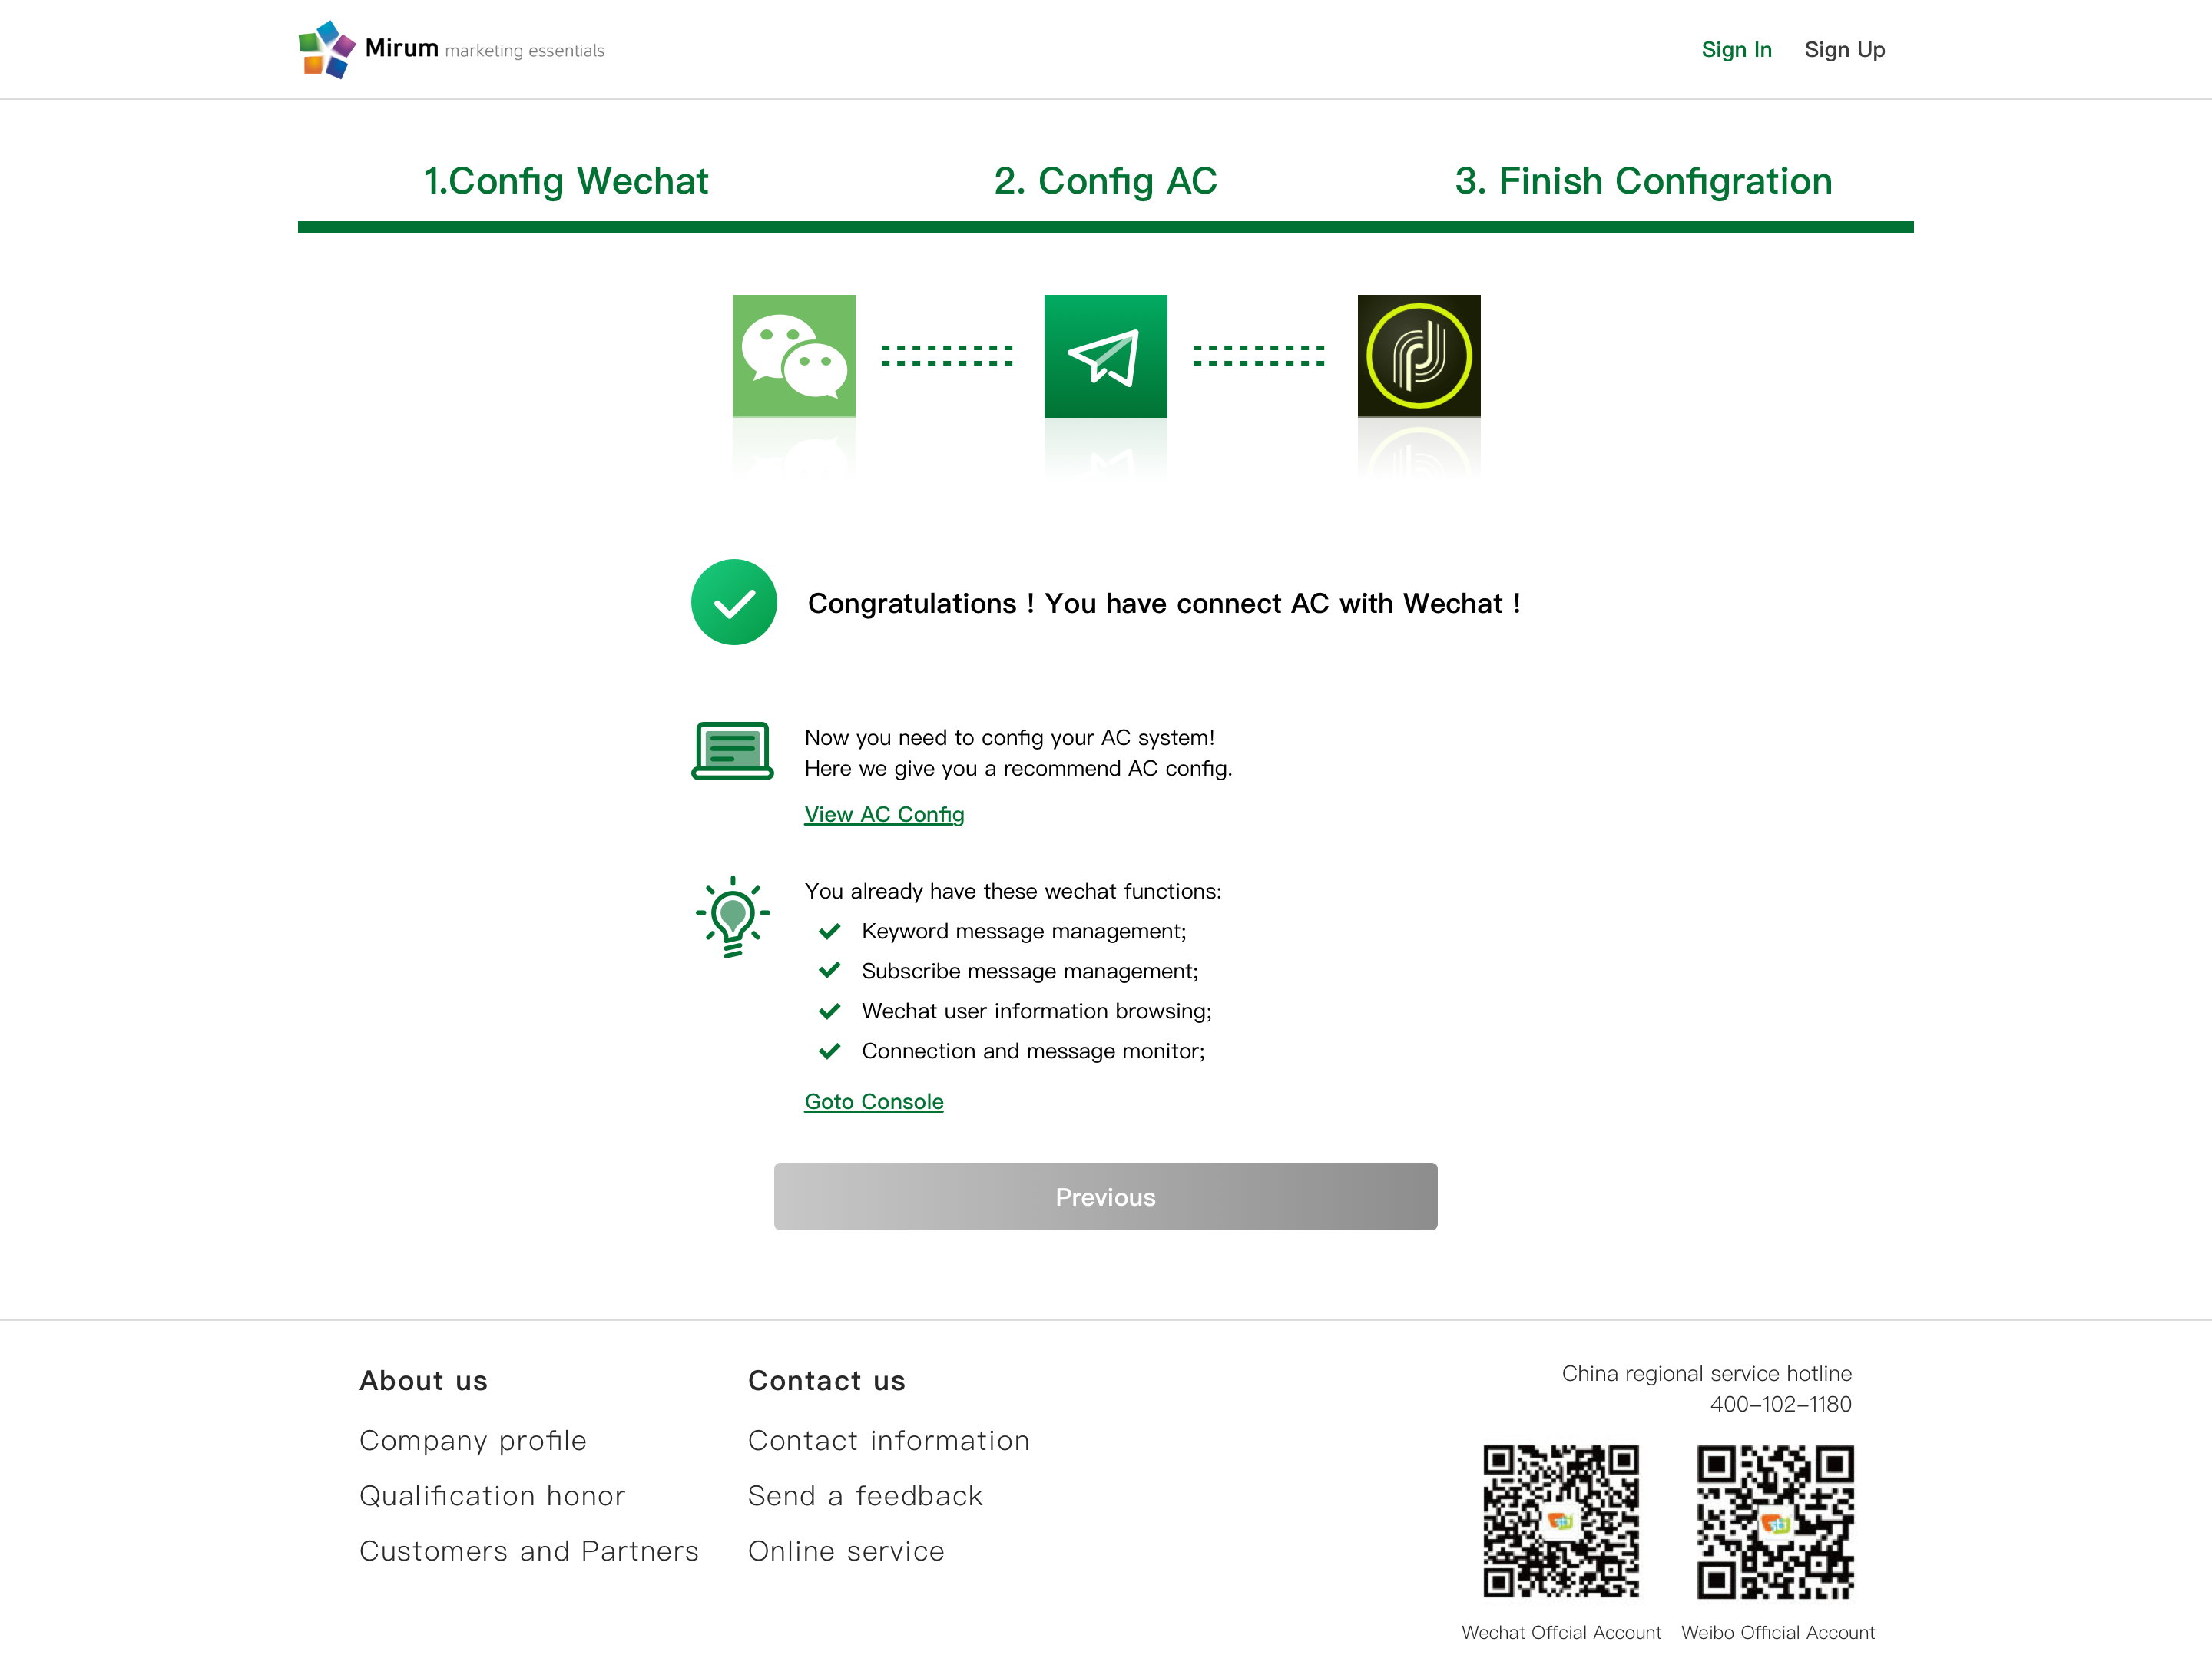 Mirum marketing essentials
Sign In Sign Up
1.Config Wechat 2. Config AC 3. Finish Configration
Congratulations ! You have connect AC with Wechat !
Now you need to config your AC system!
Here we give you a recommend AC config.
View AC Config
You already have these wechat functions:
Keyword message management;
Subscribe message management;
Wechat user information browsing;
Connection and message monitor;
Goto Console
Previous
About us
Company profile
Qualification honor
Customers and Partners
Contact us
Contact information
Send a feedback
Online service
China regional service hotline
400-102-1180
sti
sti
Wechat Offcial Account Weibo Official Account